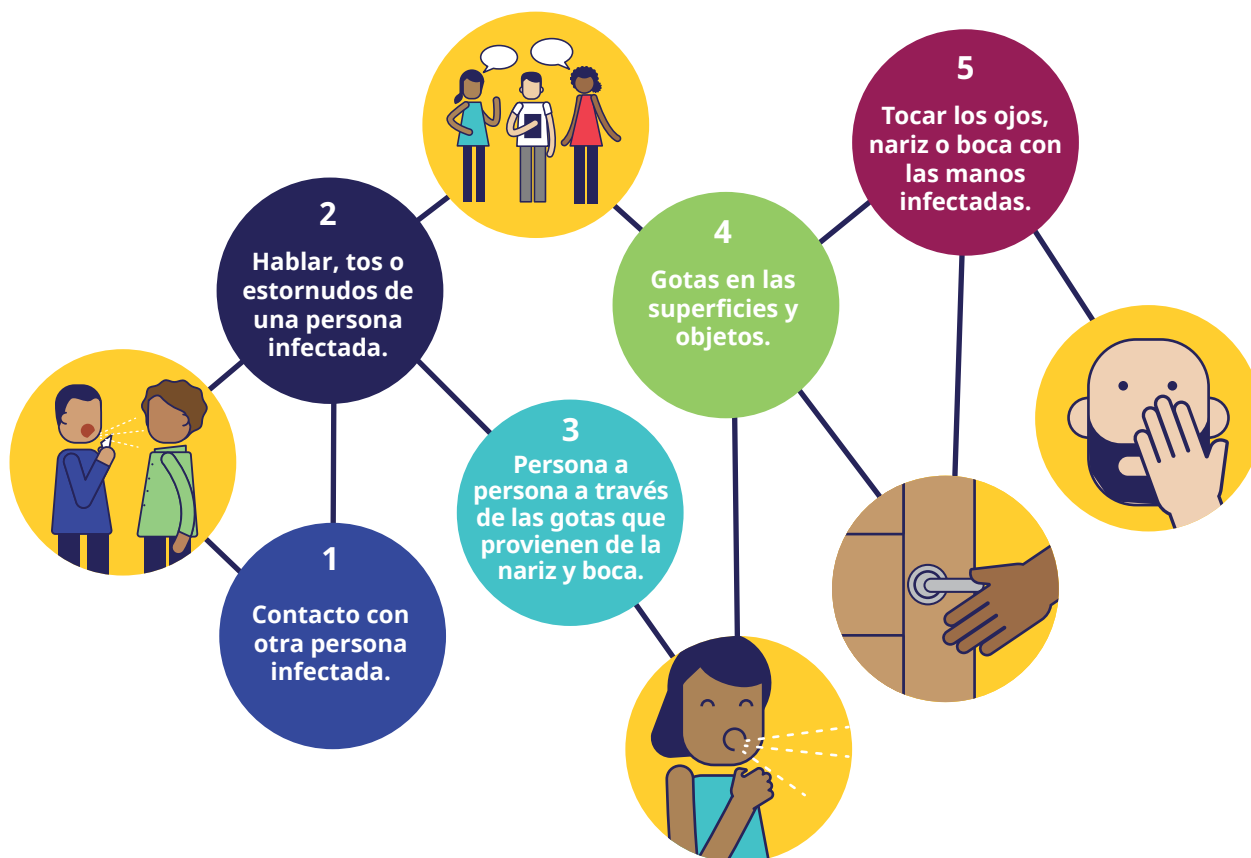 1
Contacto con
otra persona
infectada.
2
Hablar, tos o
estornudos de
una persona
infectada.
3
Persona a
persona a través
de las gotas que
provienen de la
nariz y boca.
4
Gotas en las
superficies y
objetos.
5
Tocar los ojos,
nariz o boca con
las manos
infectadas.